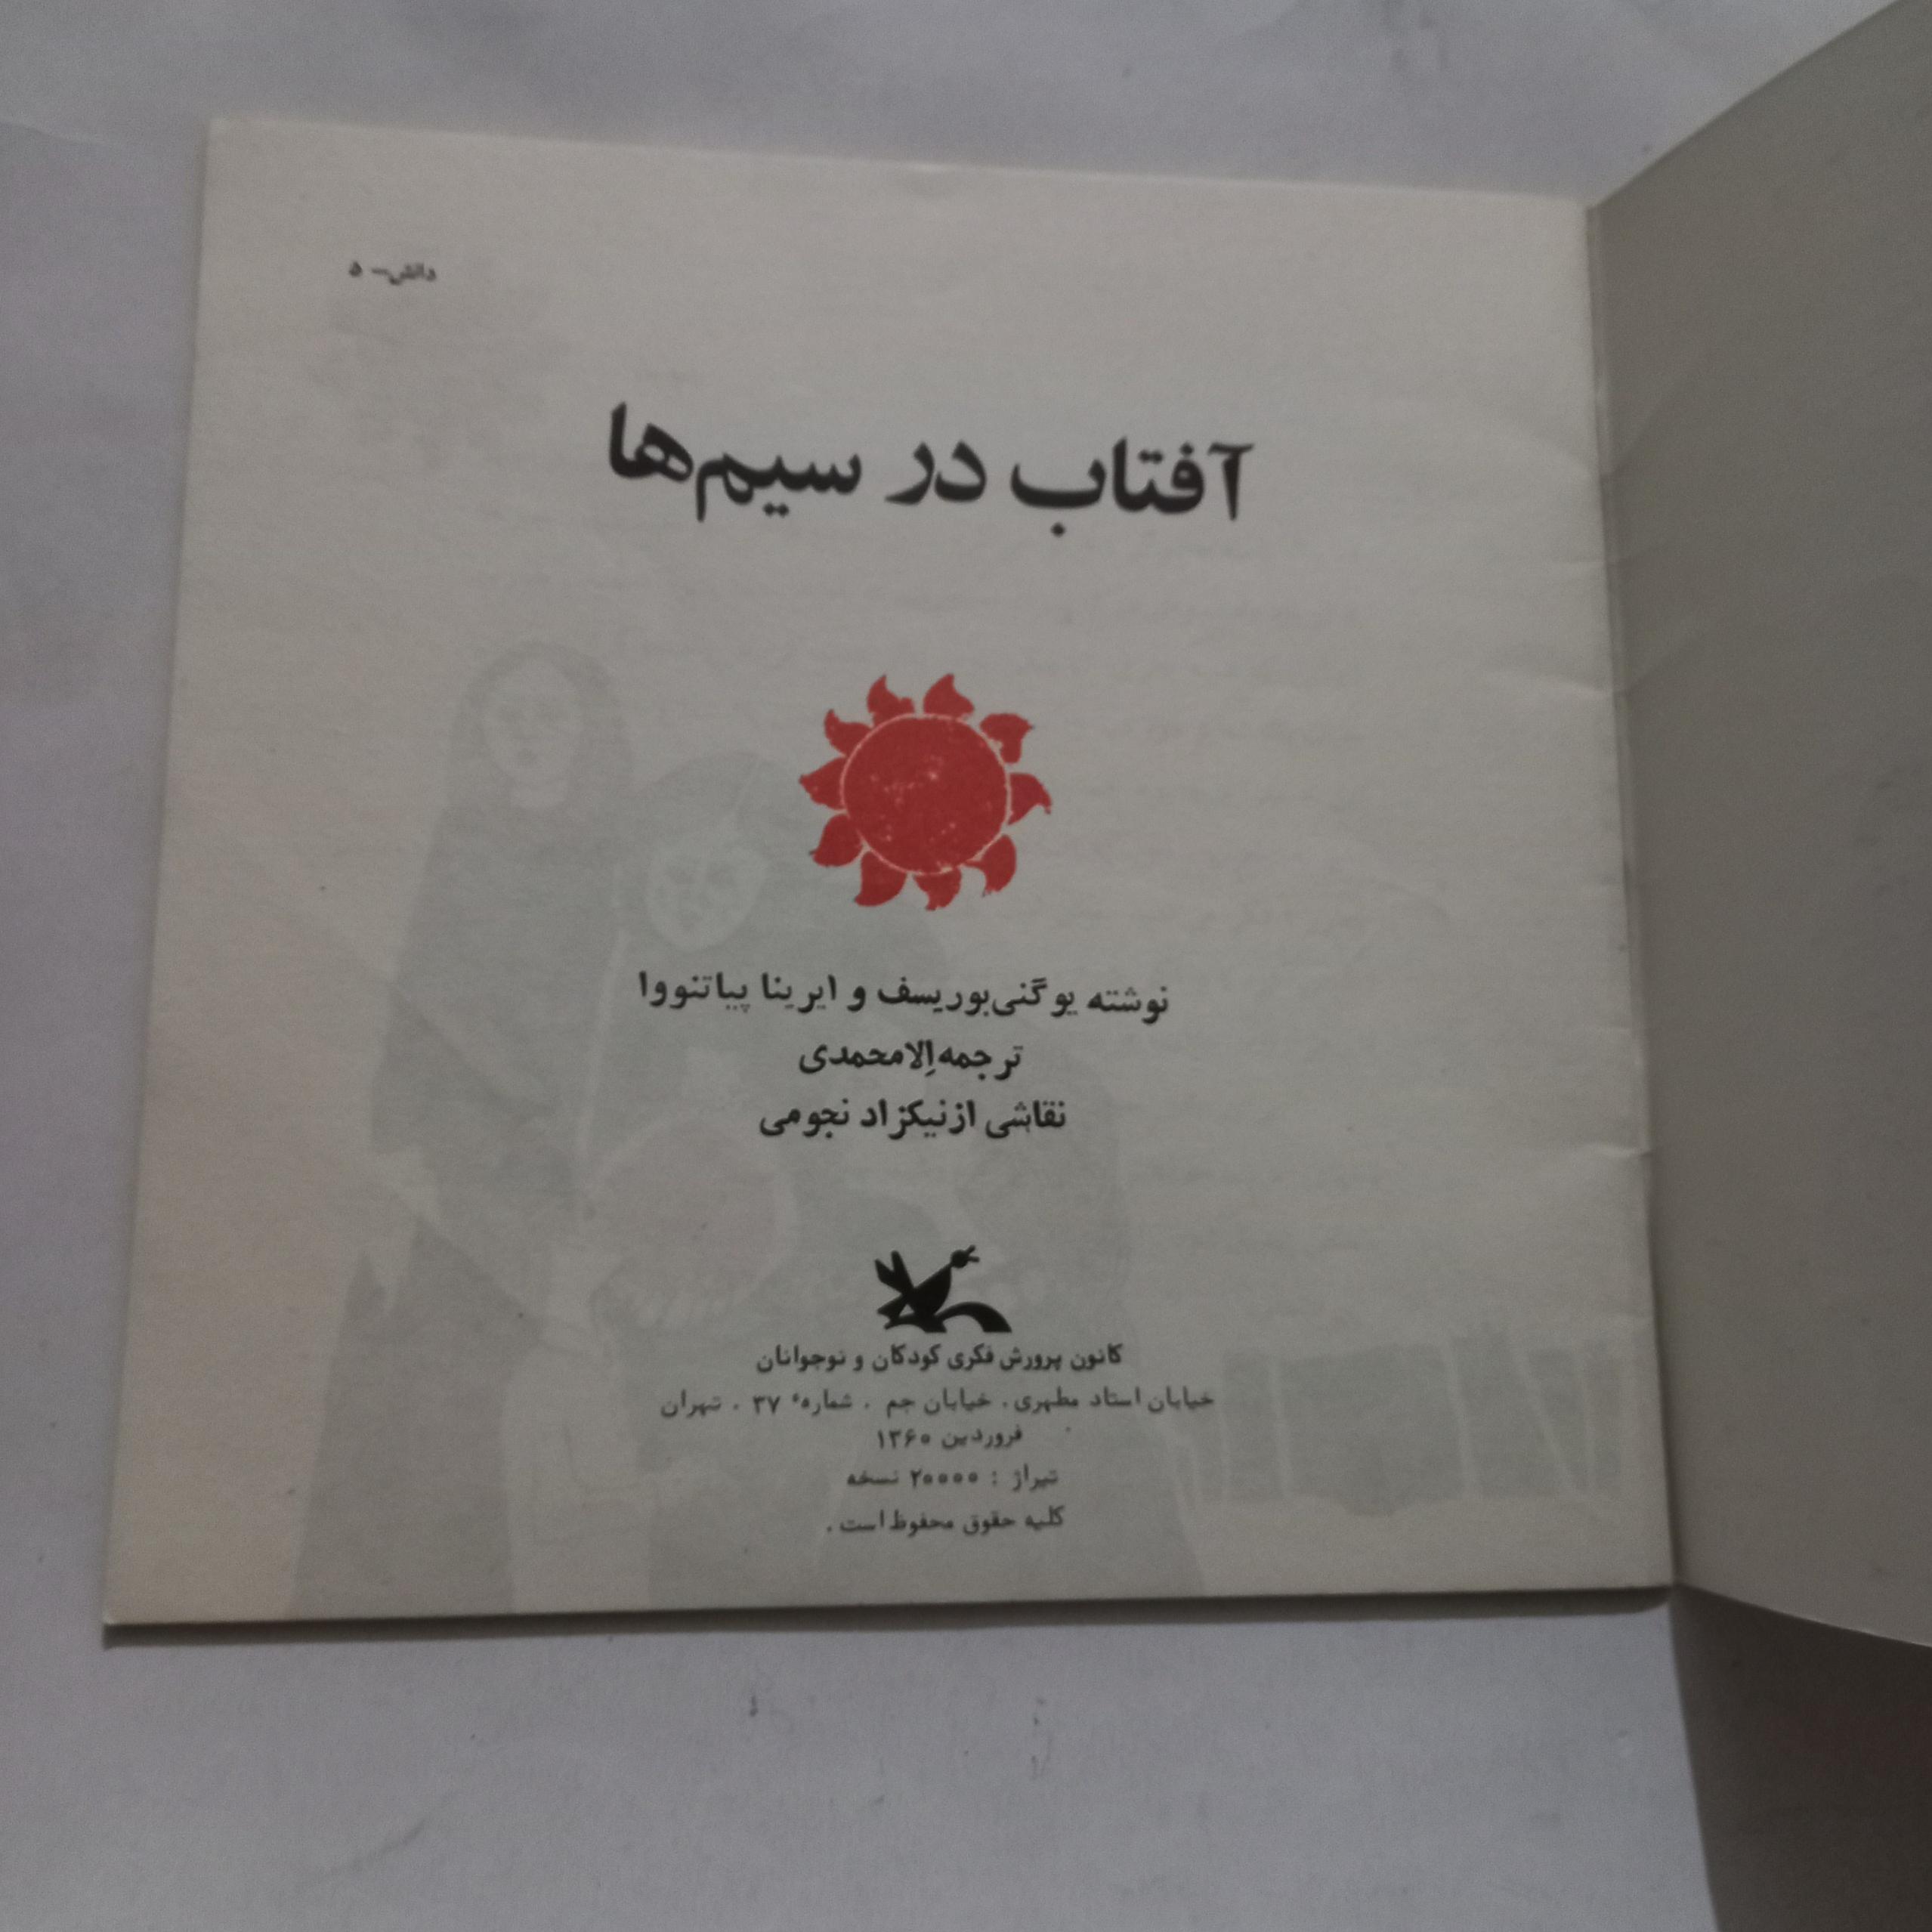 دانش- ۵
آفتاب در سیم‌ها
نوشته یوگنی‌بوریسف و ایرینا پیاتنووا
ترجمه اِلامحمدی
نقاشی از نیکزاد نجومی
کانون پرورش فکری کودکان و نوجوانان
خیابان استاد مطهری. خیابان جم . شمارهٔ ۳۷ . تهران
فروردین ۱۳۶۰
تیراژ : ۲۰۰۰۰ نسخه
کلیه حقوق محفوظ است.